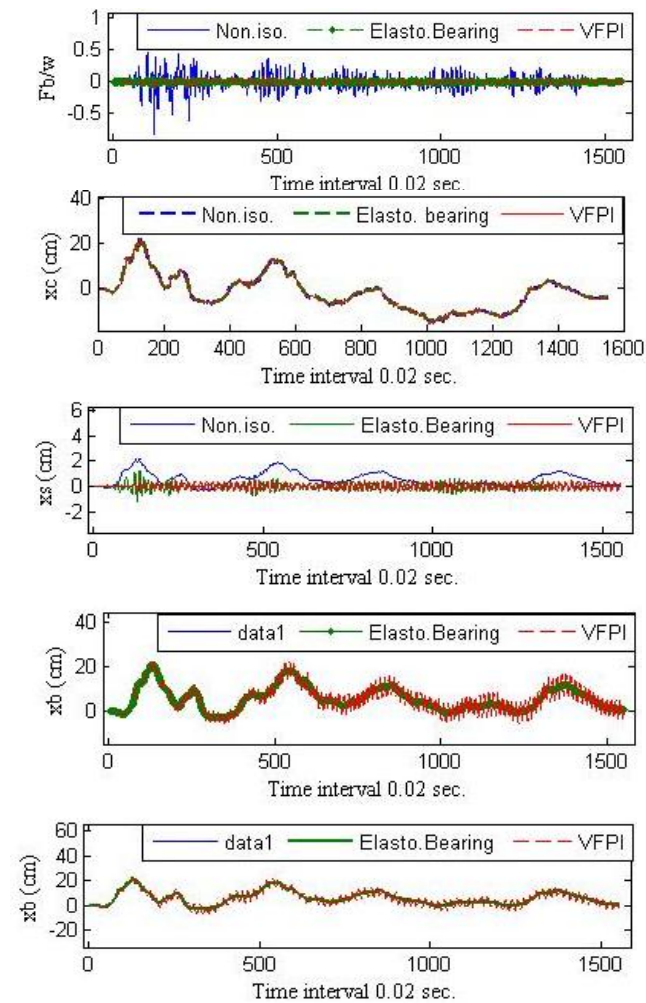 1
Non.iso. Elasto.Bearing VFPI
0.5
Fb/w
0
-0.5
0 500 1000 1500
Time interval 0.02 sec.
40
Non.iso. Elasto. bearing VFPI
xc (cm)
20
0
0 200 400 600 800 1000 1200 1400 1600
Time interval 0.02 sec.
6
Non.iso. Elasto.Bearing VFPI
4
xs (cm)
2
0
-2
0 500 1000 1500
Time interval 0.02 sec.
40
data1 Elasto.Bearing VFPI
xb (cm)
20
0
0 500 1000 1500
Time interval 0.02 sec.
60
data1 Elasto.Bearing VFPI
40
xb (cm)
20
0
-20
0 500 1000 1500
Time interval 0.02 sec.